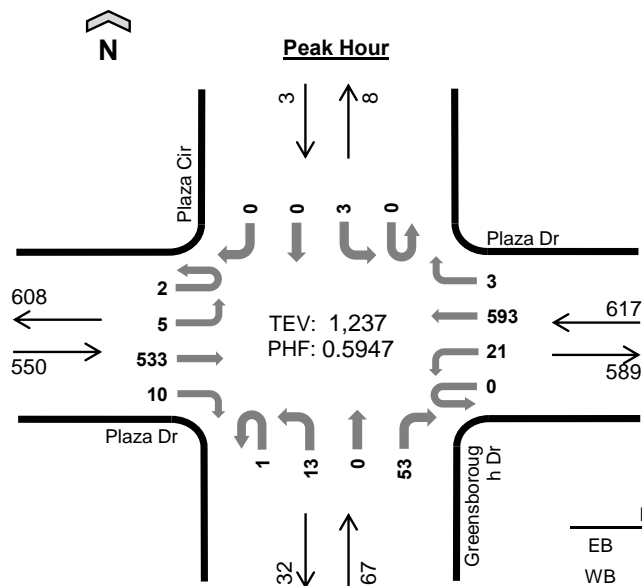 N
Peak Hour
3
8
Plaza Cir
0
0
3
0
Plaza Dr
2
3
608
5
TEV: 1,237
593
617
550
533
PHF: 0.5947
21
589
10
0
Plaza Dr
1
13
0
53
Greensboroug
h Dr
32
67
EB
WB